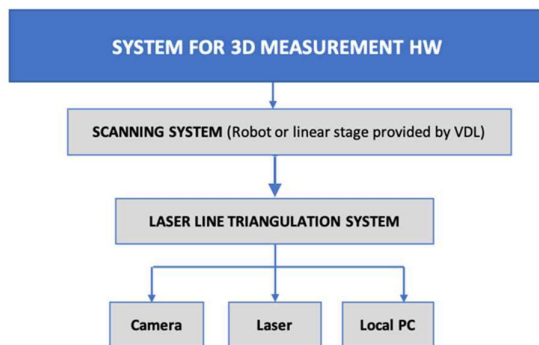 SYSTEM FOR 3D MEASUREMENT HW
SCANNING SYSTEM (Robot or linear stage provided by VDL)
LASER LINE TRIANGULATION SYSTEM
Camera
Laser
Local PC